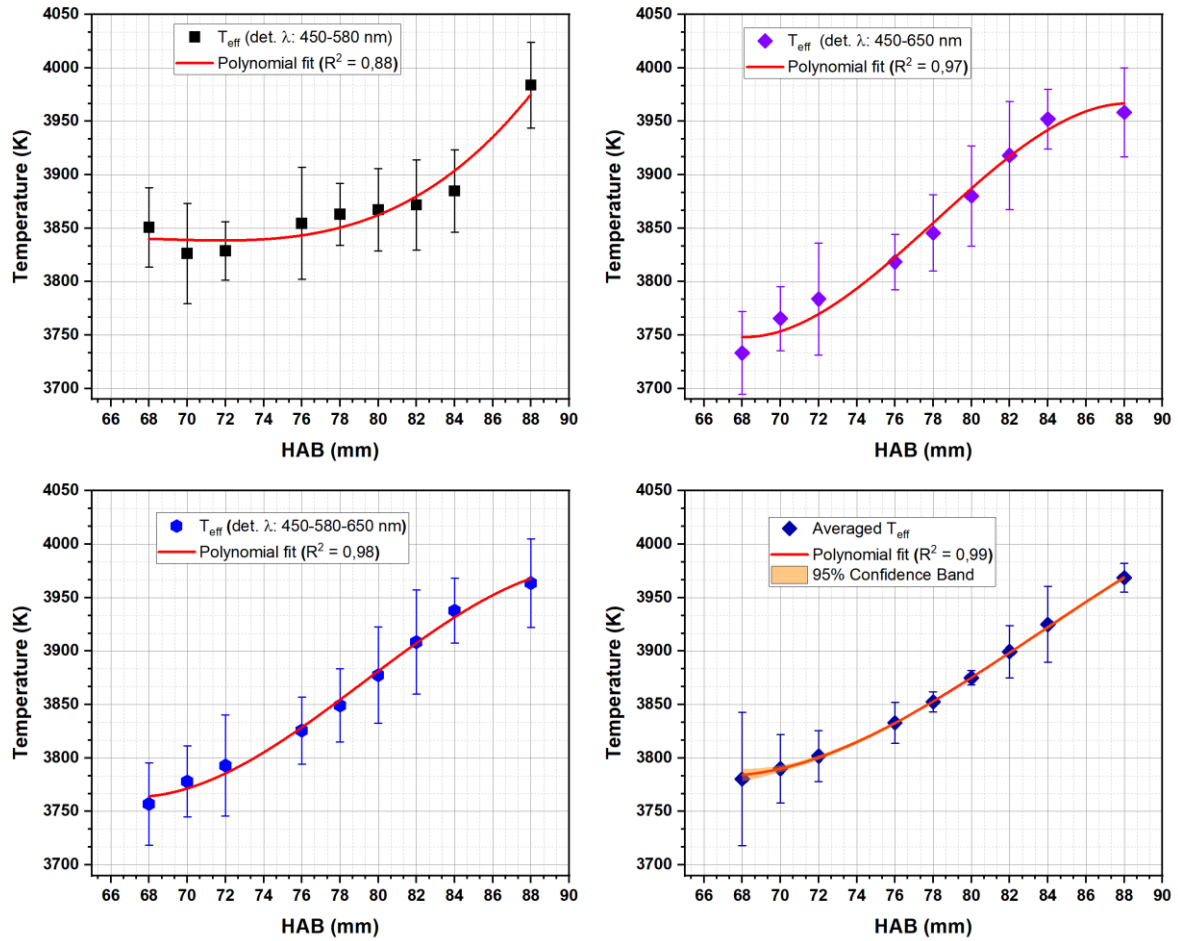 T_eff (det. λ: 450-580 nm)
Polynomial fit (R² = 0,88)
Temperature (K)
4050
4000
3950
3900
3850
3800
3750
3700
66 68 70 72 74 76 78 80 82 84 86 88 90
HAB (mm)
T_eff (det. λ: 450-650 nm
Polynomial fit (R² = 0,97)
Temperature (K)
4050
4000
3950
3900
3850
3800
3750
3700
66 68 70 72 74 76 78 80 82 84 86 88 90
HAB (mm)
T_eff (det. λ: 450-580-650 nm)
Polynomial fit (R² = 0,98)
Temperature (K)
4050
4000
3950
3900
3850
3800
3750
3700
66 68 70 72 74 76 78 80 82 84 86 88 90
HAB (mm)
Averaged T_eff
Polynomial fit (R² = 0,99)
95% Confidence Band
Temperature (K)
4050
4000
3950
3900
3850
3800
3750
3700
66 68 70 72 74 76 78 80 82 84 86 88 90
HAB (mm)